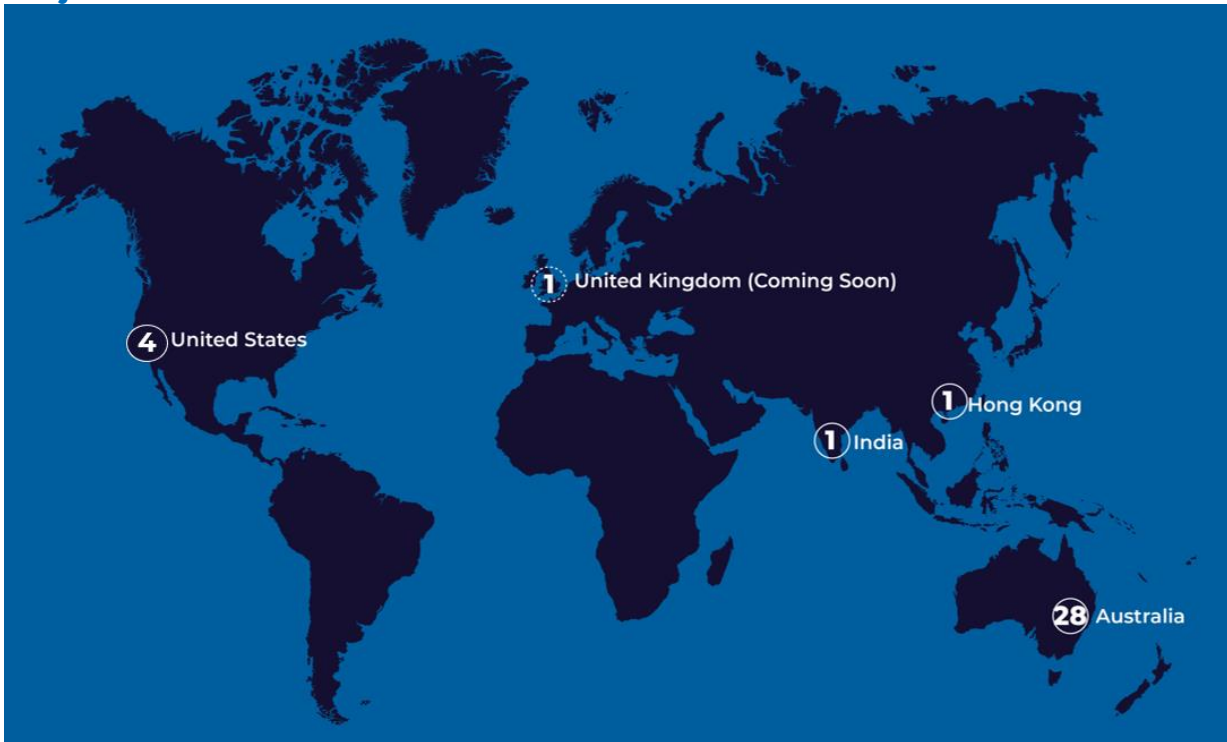 1 United Kingdom (Coming Soon)
4 United States
1 Hong Kong
1 India
28 Australia